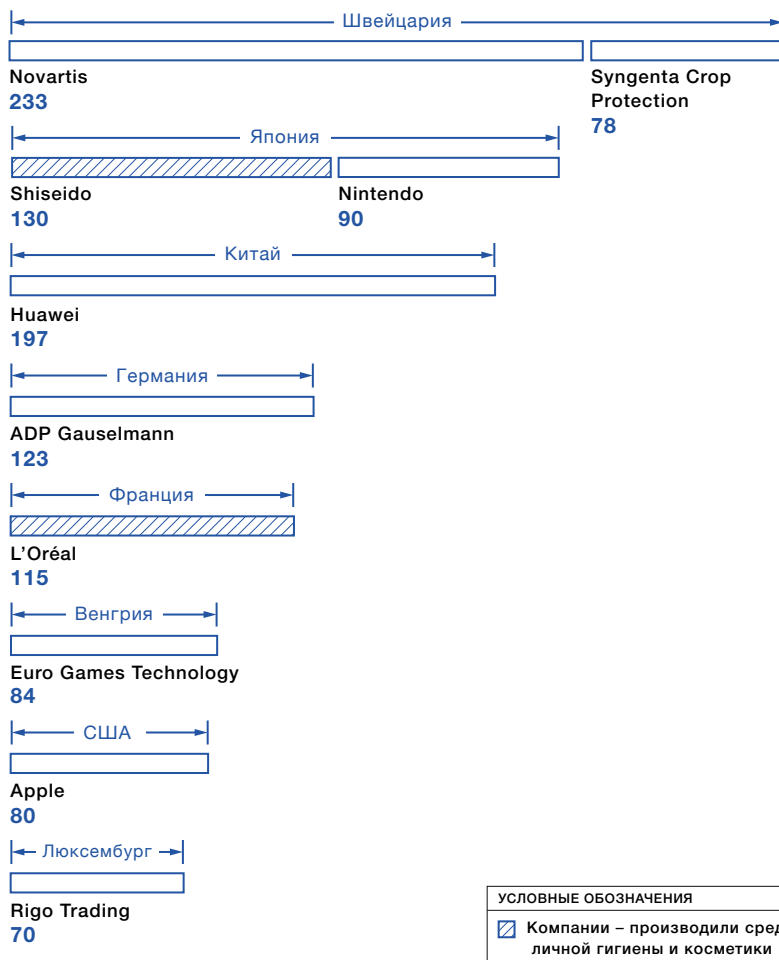 Швейцария
Novartis
233
Syngenta Crop
Protection
78
Япония
Shiseido
130
Nintendo
90
Китай
Huawei
197
Германия
ADP Gauselmann
123
Франция
L’Oréal
115
Венгрия
Euro Games Technology
84
США
Apple
80
Люксембург
Rigo Trading
70
УСЛОВНЫЕ ОБОЗНАЧЕНИЯ
Компании – производили
личной гигиены и косметики